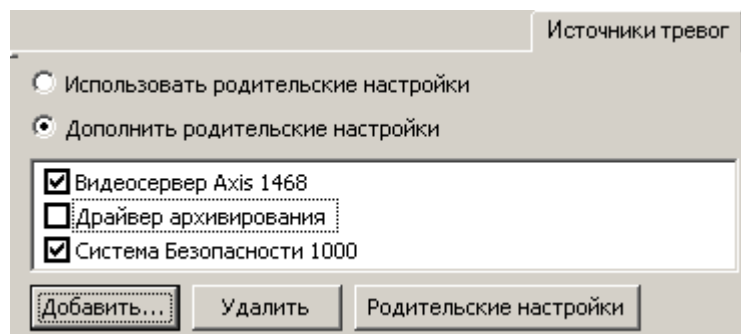 Источники тревог
Использовать родительские настройки
Дополнить родительские настройки
Видеосервер Axis 1468
Драйвер архивирования
Система Безопасности 1000
Добавить... Удалить Родительские настройки